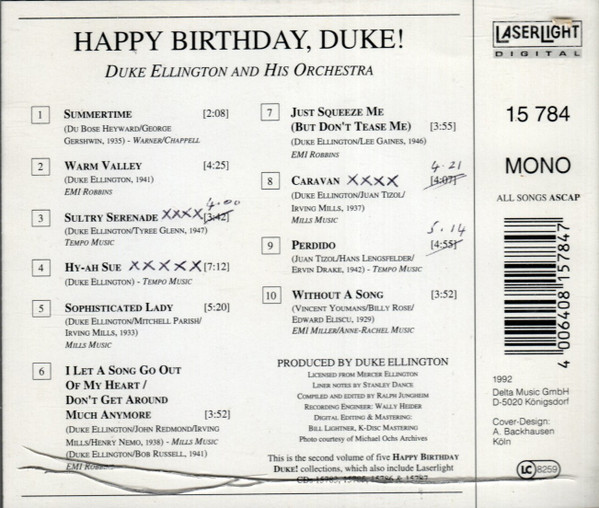 HAPPY BIRTHDAY, DUKE!
DUKE ELLINGTON AND HIS ORCHESTRA
1 SUMMERTIME [2:08]
(DU BOSE HEYWARD/GEORGE
GERSHWIN, 1935) - WARNER/CHAPPELL
2 WARM VALLEY [4:25]
(DUKE ELLINGTON, 1941)
EMI ROBBINS
4.00
3 SULTRY SERENADE XXXX [3:42]
(DUKE ELLINGTON/TYREE GLENN, 1947)
TEMPO MUSIC
4 HY-AH SUE XXXXX [7:12]
(DUKE ELLINGTON) - TEMPO MUSIC
5 SOPHISTICATED LADY [5:20]
(DUKE ELLINGTON/MITCHELL PARISH/
IRVING MILLS, 1933)
MILLS MUSIC
6 I LET A SONG GO OUT
OF MY HEART /
DON'T GET AROUND
MUCH ANYMORE [3:52]
(DUKE ELLINGTON/JOHN REDMOND/IRVING
MILLS/HENRY NEMO, 1938) - MILLS MUSIC
(DUKE ELLINGTON/BOB RUSSELL, 1941)
EMI ROBBINS
7 JUST SQUEEZE ME
(BUT DON'T TEASE ME) [3:55]
(DUKE ELLINGTON/LEE GAINES, 1946)
EMI ROBBINS
4.21
8 CARAVAN XXXX [4:07]
(DUKE ELLINGTON/JUAN TIZOL/
IRVING MILLS, 1937)
MILLS MUSIC
5.14
9 PERDIDO [4:55]
(JUAN TIZOL/HANS LENGSFELDER/
ERVIN DRAKE, 1942) - TEMPO MUSIC
10 WITHOUT A SONG [3:52]
(VINCENT YOUMANS/BILLY ROSE/
EDWARD ELISCU, 1929)
EMI MILLER/ANNE-RACHEL MUSIC
PRODUCED BY DUKE ELLINGTON
LICENSED FROM MERCER ELLINGTON
LINER NOTES BY STANLEY DANCE
COMPILED AND EDITED BY RALPH JUNGHEIM
RECORDING ENGINEER: WALLY HEIDER
DIGITAL EDITING & MASTERING:
BILL LIGHTNER, K-DISC MASTERING
Photo courtesy of Michael Ochs Archives
This is the second volume of five HAPPY BIRTHDAY
DUKE! collections, which also include Laserlight
CDs 15783, 15785, 15786 & 15787
LASERLIGHT
DIGITAL
15 784
MONO
ALL SONGS ASCAP
4 006408 157847
1992
Delta Music GmbH
D-5020 Königsdorf
Cover-Design:
A. Backhausen
Köln
LC 8259